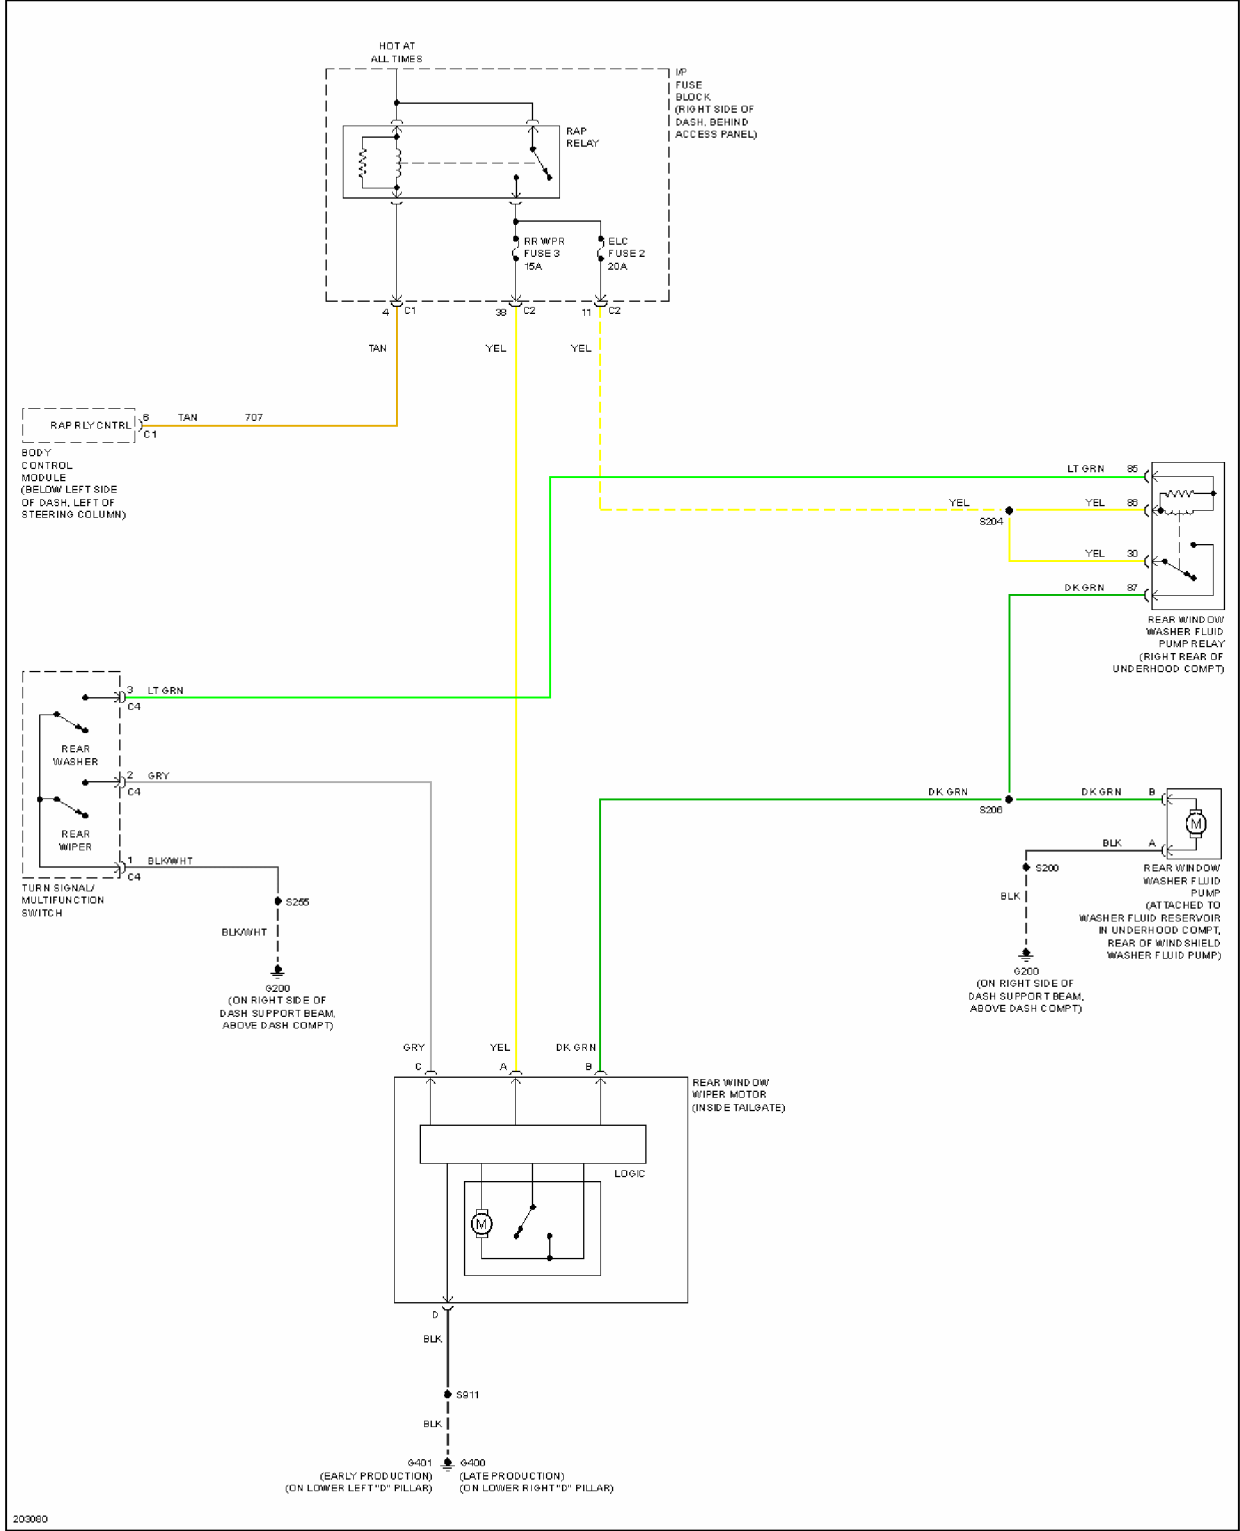 HOT AT
ALL TIMES
I/P
FUSE
BLOCK
(RIGHT SIDE OF
DASH, BEHIND
ACCESS PANEL)
RAP
RELAY
RR WPR
FUSE 3
15A
ELC
FUSE 2
20A
4 C1
38 C2
11 C2
TAN
YEL
YEL
RAP RLY CNTRL
6 TAN 707
C1
BODY
CONTROL
MODULE
(BELOW LEFT SIDE
OF DASH, LEFT OF
STEERING COLUMN)
LT GRN 85
YEL
S204
YEL 86
YEL 30
DK GRN 87
REAR WINDOW
WASHER FLUID
PUMP RELAY
(RIGHT REAR OF
UNDERHOOD COMPT)
3 LT GRN
C4
REAR
WASHER
2 GRY
C4
REAR
WIPER
1 BLK/WHT
C4
TURN SIGNAL/
MULTIFUNCTION
SWITCH
S255
BLK/WHT
G200
(ON RIGHT SIDE OF
DASH SUPPORT BEAM,
ABOVE DASH COMPT)
DK GRN
S206
DK GRN B
M
BLK A
S200
BLK
G200
(ON RIGHT SIDE OF
DASH SUPPORT BEAM,
ABOVE DASH COMPT)
REAR WINDOW
WASHER FLUID
PUMP
(ATTACHED TO
WASHER FLUID RESERVOIR
IN UNDERHOOD COMPT,
REAR OF WINDSHIELD
WASHER FLUID PUMP)
GRY
YEL
DK GRN
C
A
B
REAR WINDOW
WIPER MOTOR
(INSIDE TAILGATE)
LOGIC
M
D
BLK
S911
BLK
G401
(EARLY PRODUCTION)
(ON LOWER LEFT "D" PILLAR)
G400
(LATE PRODUCTION)
(ON LOWER RIGHT "D" PILLAR)
203080